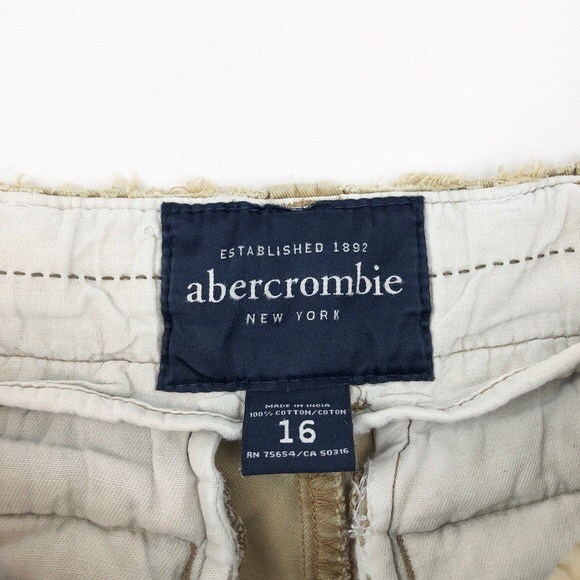 ESTABLISHED 1892
abercrombie
NEW YORK
MADE IN INDIA
100% COTTON/COTON
16
RN 75654/CA 50316